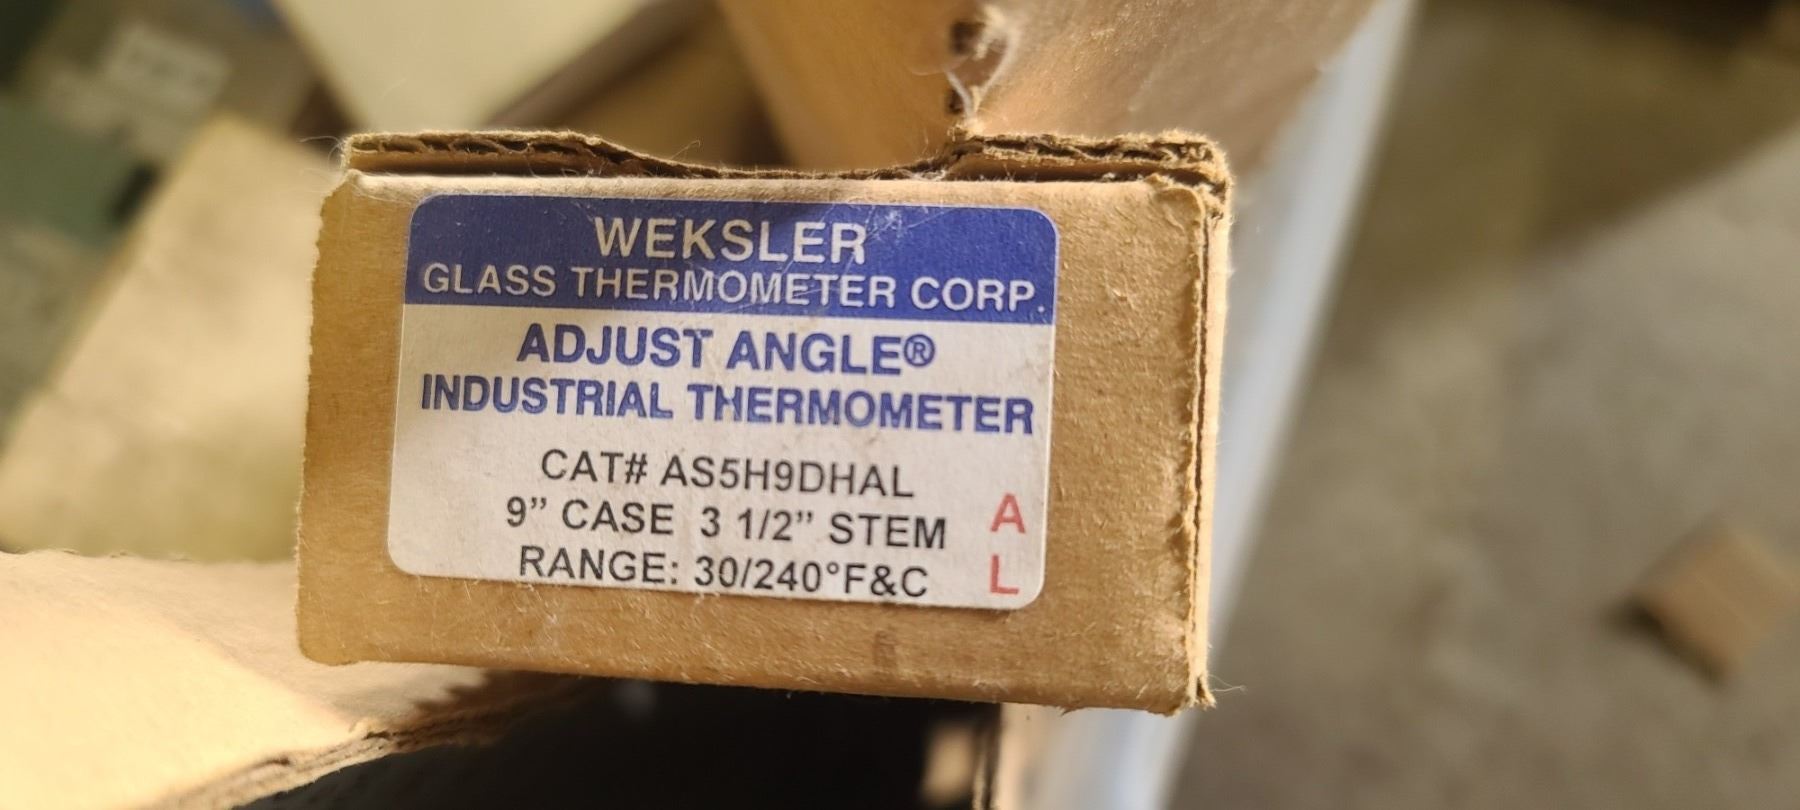 WEKSLER
GLASS THERMOMETER CORP.
ADJUST ANGLE®
INDUSTRIAL THERMOMETER
CAT# AS5H9DHAL
9” CASE 3 1/2” STEM
RANGE: 30/240°F&C
A
L